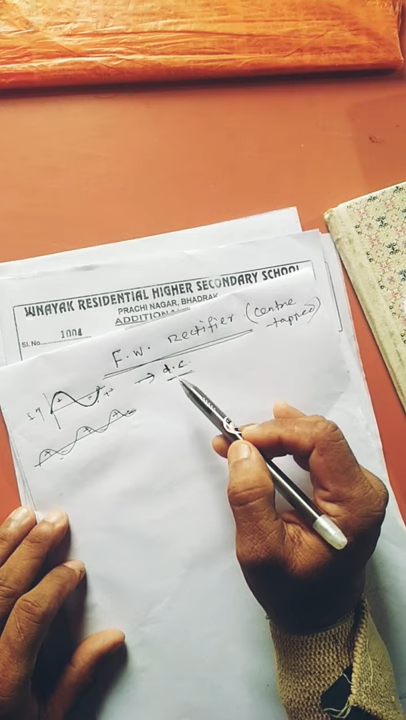 VINAYAK RESIDENTIAL HIGHER SECONDARY SCHOOL
PRACHI NAGAR, BHADRAK
ADDITIONAL
Sl. No. 1004
F.W. Rectifier (centre tapped)
→ d.c.